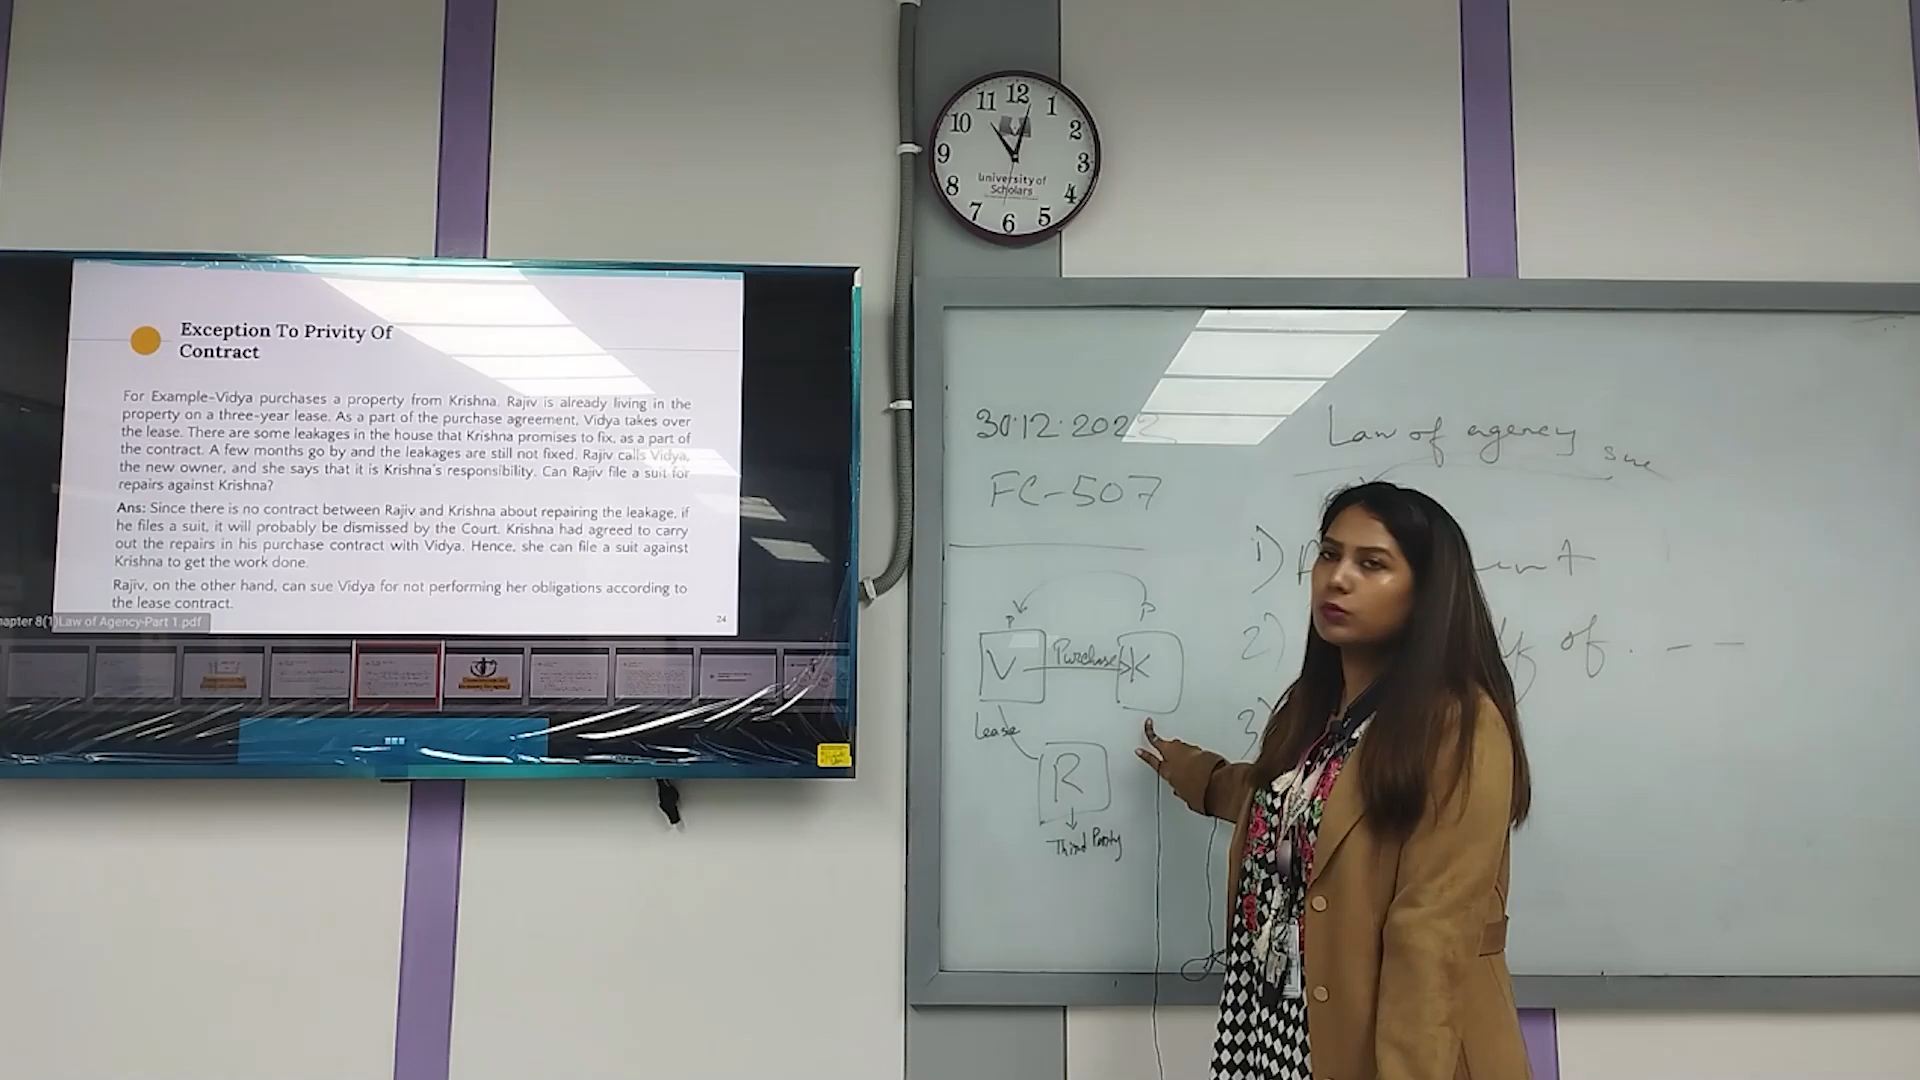 Exception To Privity Of
Contract
For Example-Vidya purchases a property from Krishna. Rajiv is already living in the
property on a three-year lease. As a part of the purchase agreement, Vidya takes over
the lease. There are some leakages in the house that Krishna promises to fix, as a part of
the contract. A few months go by and the leakages are still not fixed. Rajiv calls Vidya,
the new owner, and she says that it is Krishna's responsibility. Can Rajiv file a suit for
repairs against Krishna?
Ans: Since there is no contract between Rajiv and Krishna about repairing the leakage, if
he files a suit, it will probably be dismissed by the Court. Krishna had agreed to carry
out the repairs in his purchase contract with Vidya. Hence, she can file a suit against
Krishna to get the work done.
Rajiv, on the other hand, can sue Vidya for not performing her obligations according to
the lease contract.
hapter 8(1)Law of Agency-Part 1.pdf
24
12
1
2
3
4
5
6
7
8
9
10
11
University of
Scholars
30.12.2022
FC-507
P
P
V
Purchase
K
Lease
R
Third Party
Law of agency
sue
1)
2)
of . - -
3)